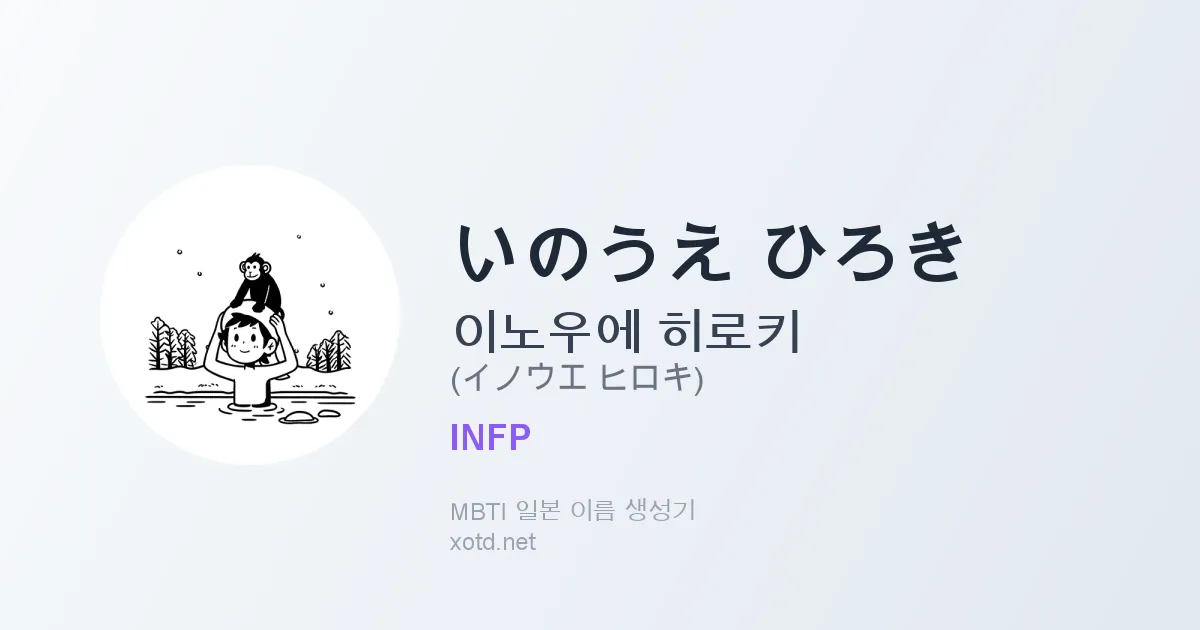 いのうえ ひろき
이노우에 히로키
(イノウエ ヒロキ)
INFP
MBTI 일본 이름 생성기
xotd.net